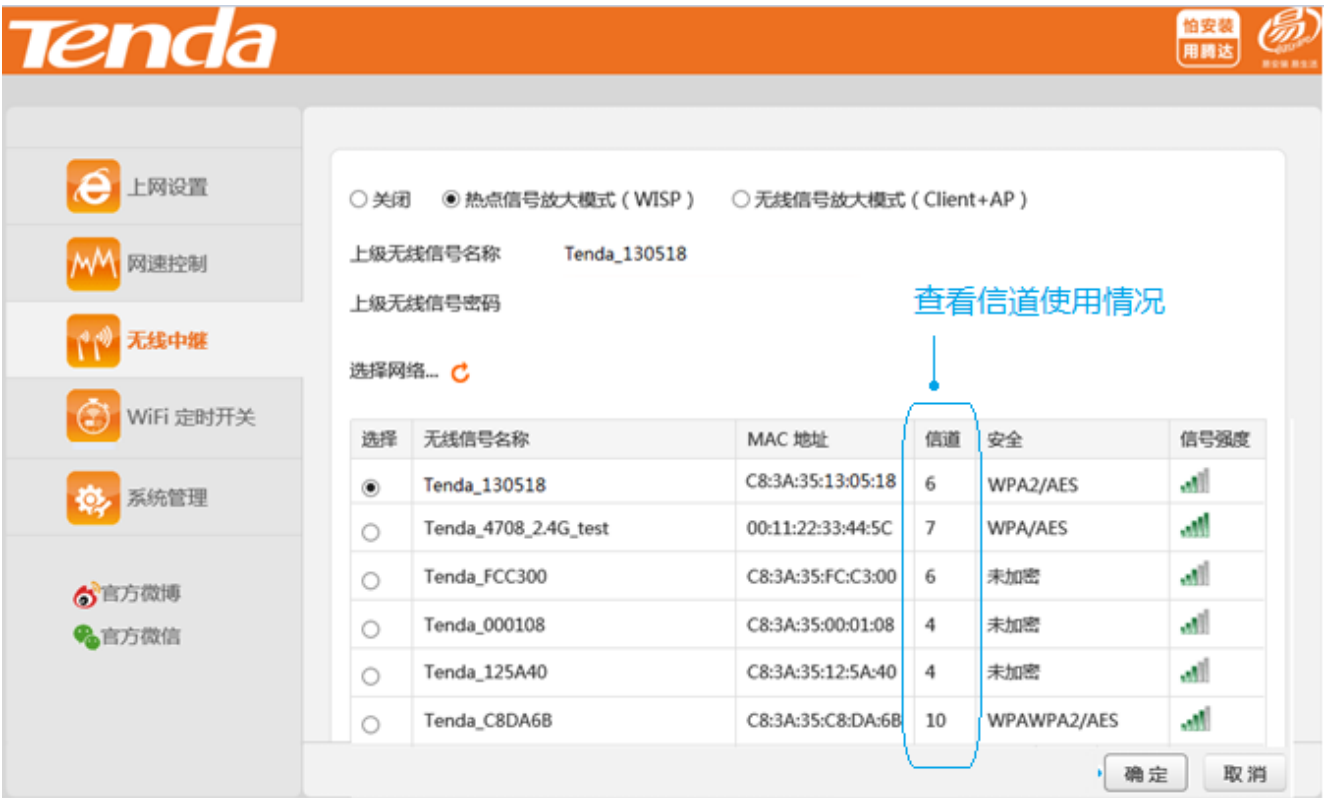 Tenda
怕安装
用腾达
易
easy life
易安装 易生活
上网设置
网速控制
无线中继
WiFi 定时开关
系统管理
官方微博
官方微信
关闭 热点信号放大模式（WISP） 无线信号放大模式（Client+AP）
上级无线信号名称 Tenda_130518
上级无线信号密码
查看信道使用情况
选择网络...
选择 无线信号名称 MAC 地址 信道 安全 信号强度
Tenda_130518 C8:3A:35:13:05:18 6 WPA2/AES
Tenda_4708_2.4G_test 00:11:22:33:44:5C 7 WPA/AES
Tenda_FCC300 C8:3A:35:FC:C3:00 6 未加密
Tenda_000108 C8:3A:35:00:01:08 4 未加密
Tenda_125A40 C8:3A:35:12:5A:40 4 未加密
Tenda_C8DA6B C8:3A:35:C8:DA:6B 10 WPAWPA2/AES
确定 取消